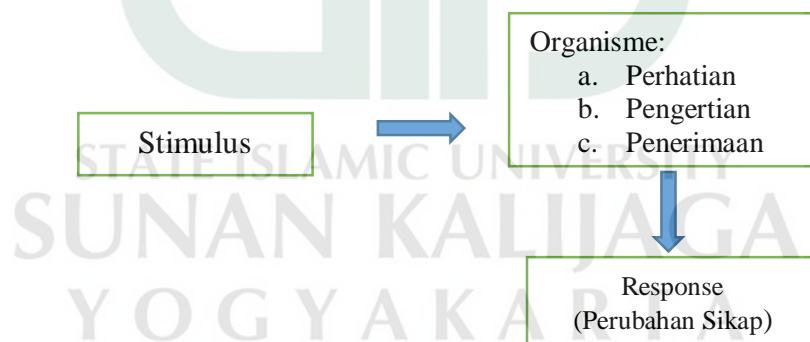 Organisme:
a. Perhatian
b. Pengertian
c. Penerimaan
Stimulus
STATE ISLAMIC UNIVERSITY
SUNAN KALIJAGA
YOGYAKARTA
Response
(Perubahan Sikap)